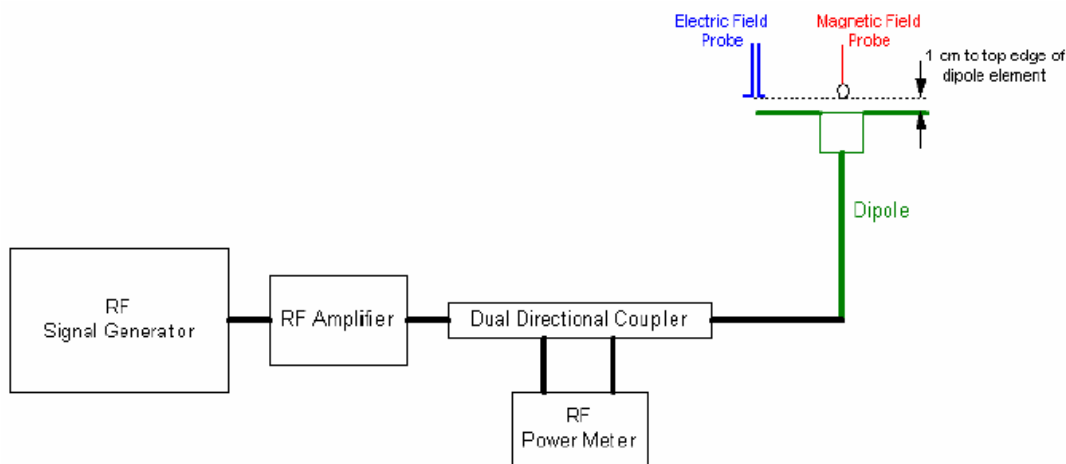 Electric Field
Probe
Magnetic Field
Probe
1 cm to top edge of
dipole element
Dipole
RF
Signal Generator
RF Amplifier
Dual Directional Coupler
RF
Power Meter